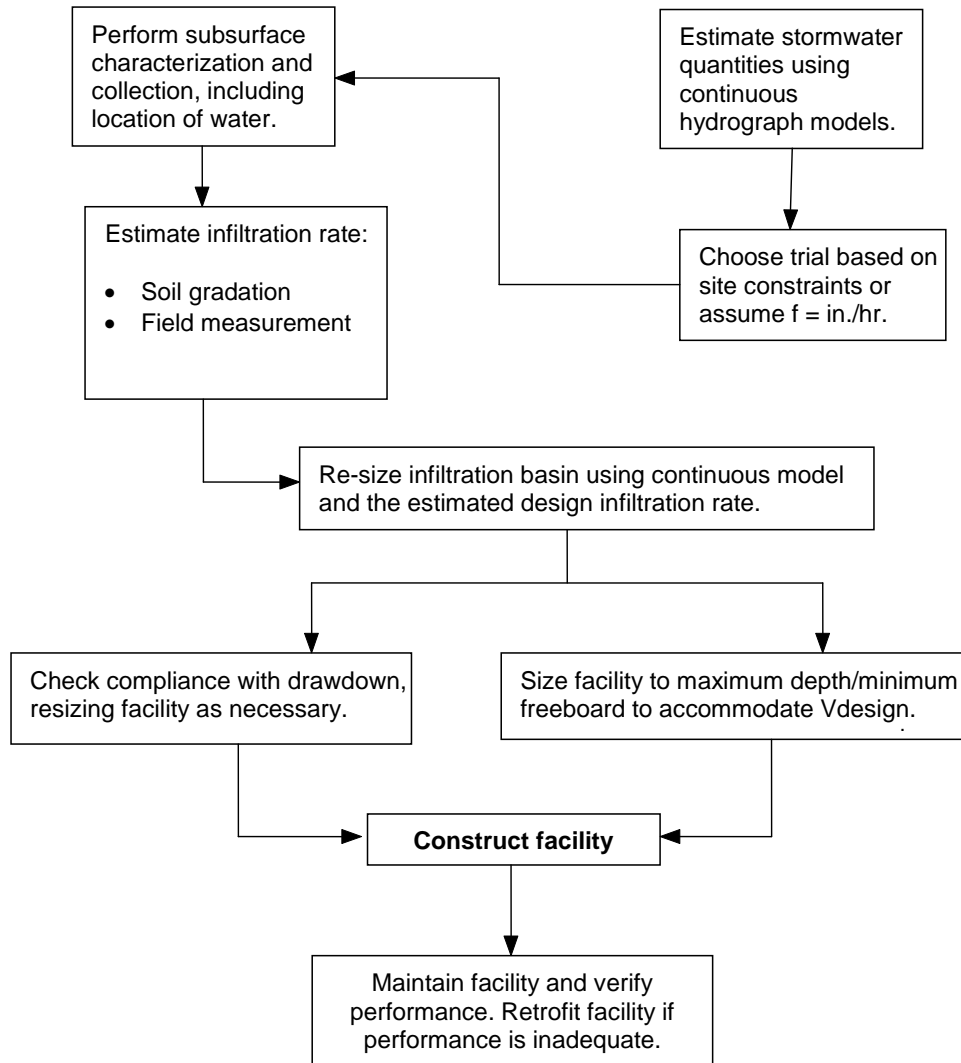 Perform subsurface
characterization and
collection, including
location of water.
Estimate stormwater
quantities using
continuous
hydrograph models.
Estimate infiltration rate:
• Soil gradation
• Field measurement
Choose trial based on
site constraints or
assume f = in./hr.
Re-size infiltration basin using continuous model
and the estimated design infiltration rate.
Check compliance with drawdown,
resizing facility as necessary.
Size facility to maximum depth/minimum
freeboard to accommodate Vdesign.
.
Construct facility
Maintain facility and verify
performance. Retrofit facility if
performance is inadequate.